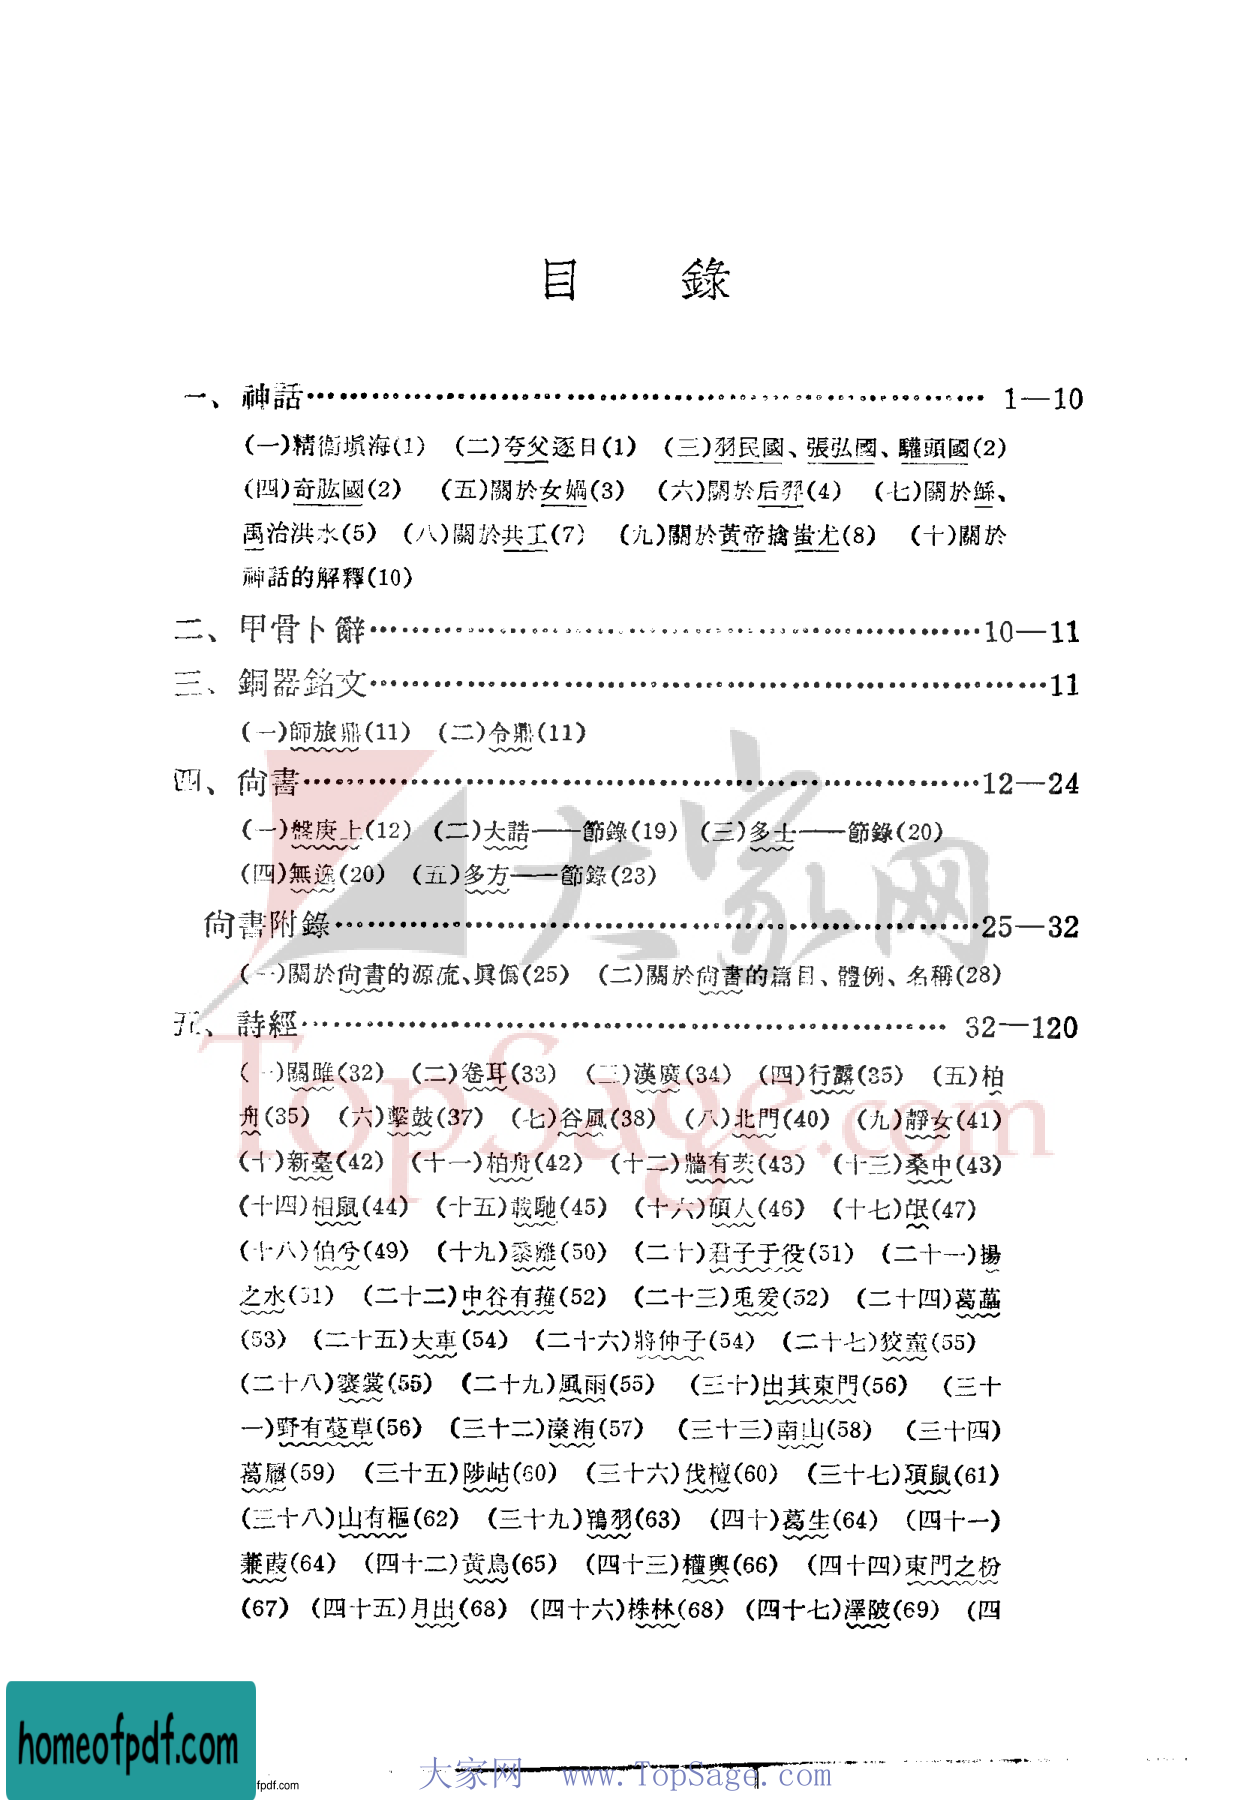 目　　錄
一、神話………………………………………………… 1—10
(一)精衞塡海(1)　(二)夸父逐日(1)　(三)羽民國、張弘國、驩頭國(2)
(四)奇肱國(2)　(五)關於女媧(3)　(六)關於后羿(4)　(七)關於鯀、
禹治洪水(5)　(八)關於共工(7)　(九)關於黃帝擒蚩尤(8)　(十)關於
神話的解釋(10)
二、甲骨卜辭…………………………………………………10—11
三、銅器銘文…………………………………………………11
(一)師旅鼎(11)　(二)令鼎(11)
四、尙書…………………………………………………12—24
(一)盤庚上(12)　(二)大誥——節錄(19)　(三)多士——節錄(20)
(四)無逸(20)　(五)多方——節錄(23)
尙書附錄…………………………………………………25—32
(一)關於尙書的源流、眞僞(25)　(二)關於尙書的篇目、體例、名稱(28)
五、詩經………………………………………………… 32—120
(一)關雎(32)　(二)卷耳(33)　(三)漢廣(34)　(四)行露(35)　(五)柏
舟(35)　(六)擊鼓(37)　(七)谷風(38)　(八)北門(40)　(九)靜女(41)
(十)新臺(42)　(十一)柏舟(42)　(十二)牆有茨(43)　(十三)桑中(43)
(十四)相鼠(44)　(十五)載馳(45)　(十六)碩人(46)　(十七)氓(47)
(十八)伯兮(49)　(十九)黍離(50)　(二十)君子于役(51)　(二十一)揚
之水(51)　(二十二)中谷有蓷(52)　(二十三)兎爰(52)　(二十四)葛藟
(53)　(二十五)大車(54)　(二十六)將仲子(54)　(二十七)狡童(55)
(二十八)褰裳(55)　(二十九)風雨(55)　(三十)出其東門(56)　(三十
一)野有蔓草(56)　(三十二)溱洧(57)　(三十三)南山(58)　(三十四)
葛屨(59)　(三十五)陟岵(60)　(三十六)伐檀(60)　(三十七)碩鼠(61)
(三十八)山有樞(62)　(三十九)鴇羽(63)　(四十)葛生(64)　(四十一)
蒹葭(64)　(四十二)黃鳥(65)　(四十三)權輿(66)　(四十四)東門之枌
(67)　(四十五)月出(68)　(四十六)株林(68)　(四十七)澤陂(69)　(四
大家网
TopSage.com
homeofpdf.com
fpdf.com
大家网　www.TopSage.com
1